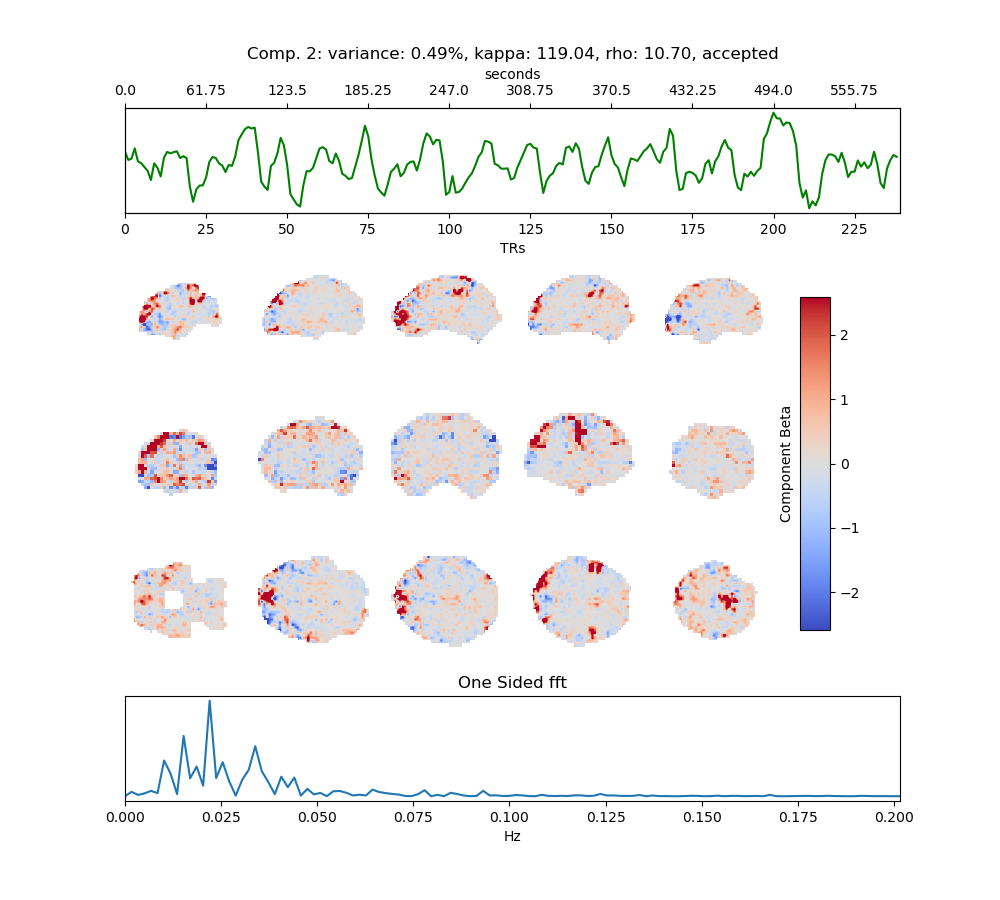 Comp. 2: variance: 0.49%, kappa: 119.04, rho: 10.70, accepted
seconds
0.0 61.75 123.5 185.25 247.0 308.75 370.5 432.25 494.0 555.75
0 25 50 75 100 125 150 175 200 225
TRs
2
1
0
−1
−2
Component Beta
One Sided fft
0.000 0.025 0.050 0.075 0.100 0.125 0.150 0.175 0.200
Hz